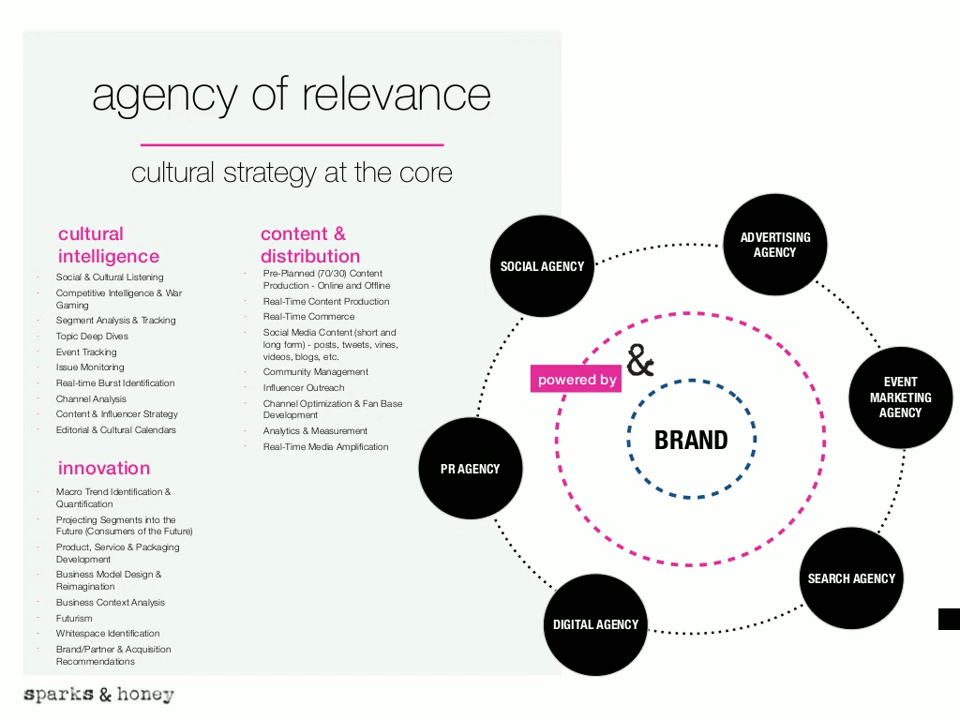 agency of relevance
cultural strategy at the core
cultural
intelligence
- Social & Cultural Listening
- Competitive Intelligence & War
Gaming
- Segment Analysis & Tracking
- Topic Deep Dives
- Event Tracking
- Issue Monitoring
- Real-time Burst Identification
- Channel Analysis
- Content & Influencer Strategy
- Editorial & Cultural Calendars
innovation
- Macro Trend Identification &
Quantification
- Projecting Segments into the
Future (Consumers of the Future)
- Product, Service & Packaging
Development
- Business Model Design &
Reimagination
- Business Context Analysis
- Futurism
- Whitespace Identification
- Brand/Partner & Acquisition
Recommendations
content &
distribution
- Pre-Planned (70/30) Content
Production - Online and Offline
- Real-Time Content Production
- Real-Time Commerce
- Social Media Content (short and
long form) - posts, tweets, vines,
videos, blogs, etc.
- Community Management
- Influencer Outreach
- Channel Optimization & Fan Base
Development
- Analytics & Measurement
- Real-Time Media Amplification
SOCIAL AGENCY
ADVERTISING
AGENCY
EVENT
MARKETING
AGENCY
powered by
&
BRAND
PR AGENCY
SEARCH AGENCY
DIGITAL AGENCY
sparks & honey